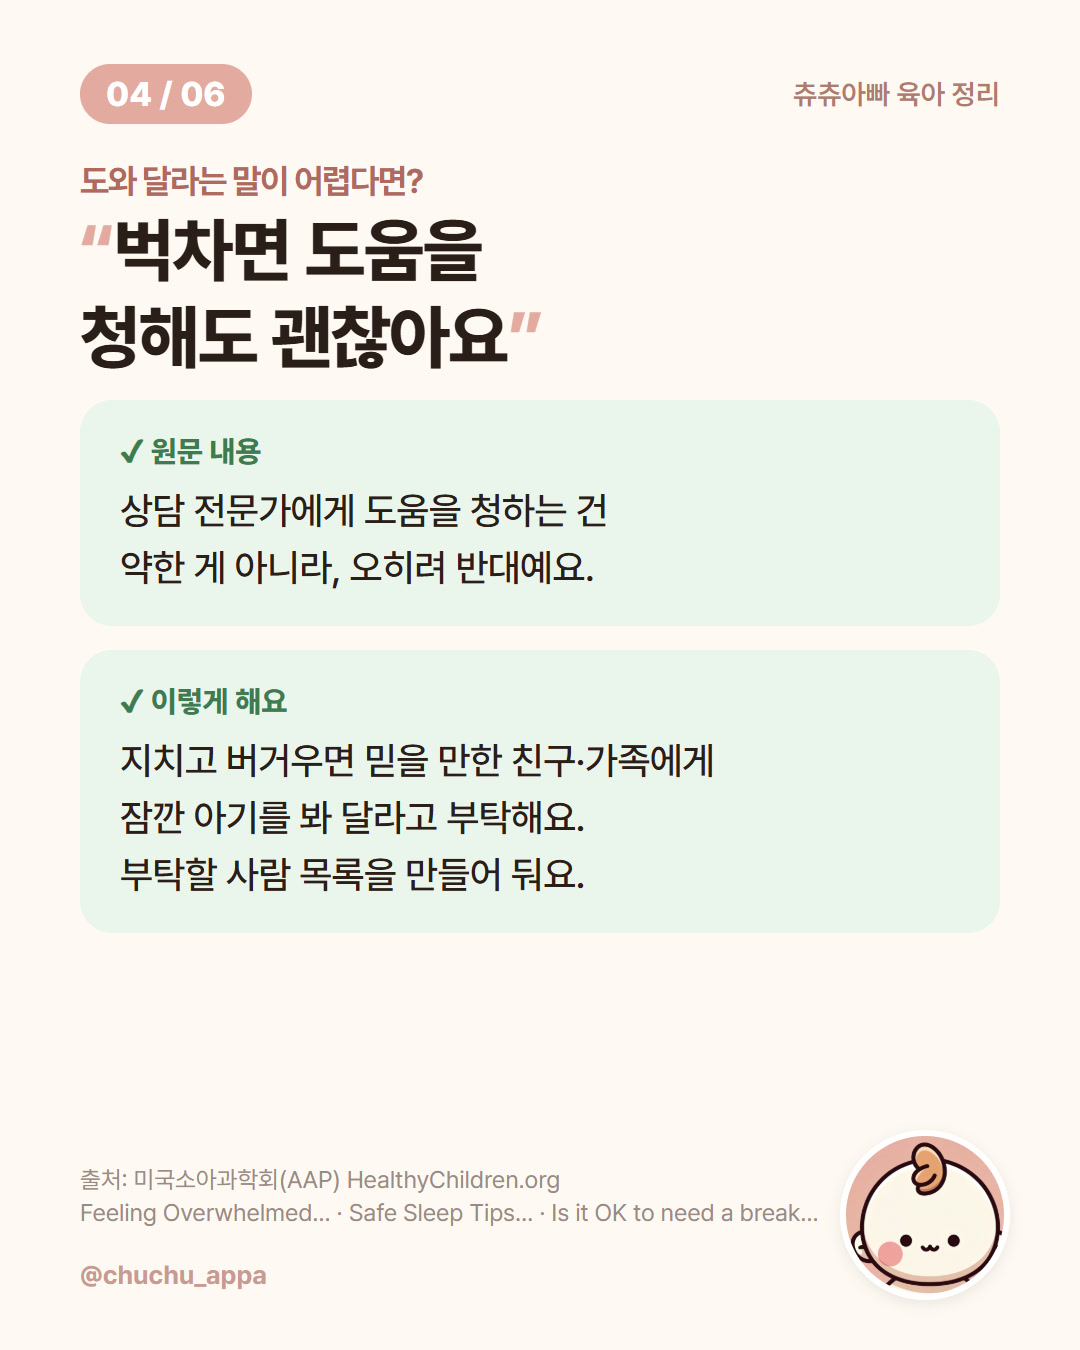 04 / 06
츄츄아빠 육아 정리
도와 달라는 말이 어렵다면?
“벅차면 도움을
청해도 괜찮아요”
✓ 원문 내용
상담 전문가에게 도움을 청하는 건
약한 게 아니라, 오히려 반대예요.
✓ 이렇게 해요
지치고 버거우면 믿을 만한 친구·가족에게
잠깐 아기를 봐 달라고 부탁해요.
부탁할 사람 목록을 만들어 둬요.
출처: 미국소아과학회(AAP) HealthyChildren.org
Feeling Overwhelmed... · Safe Sleep Tips... · Is it OK to need a break...
@chuchu_appa